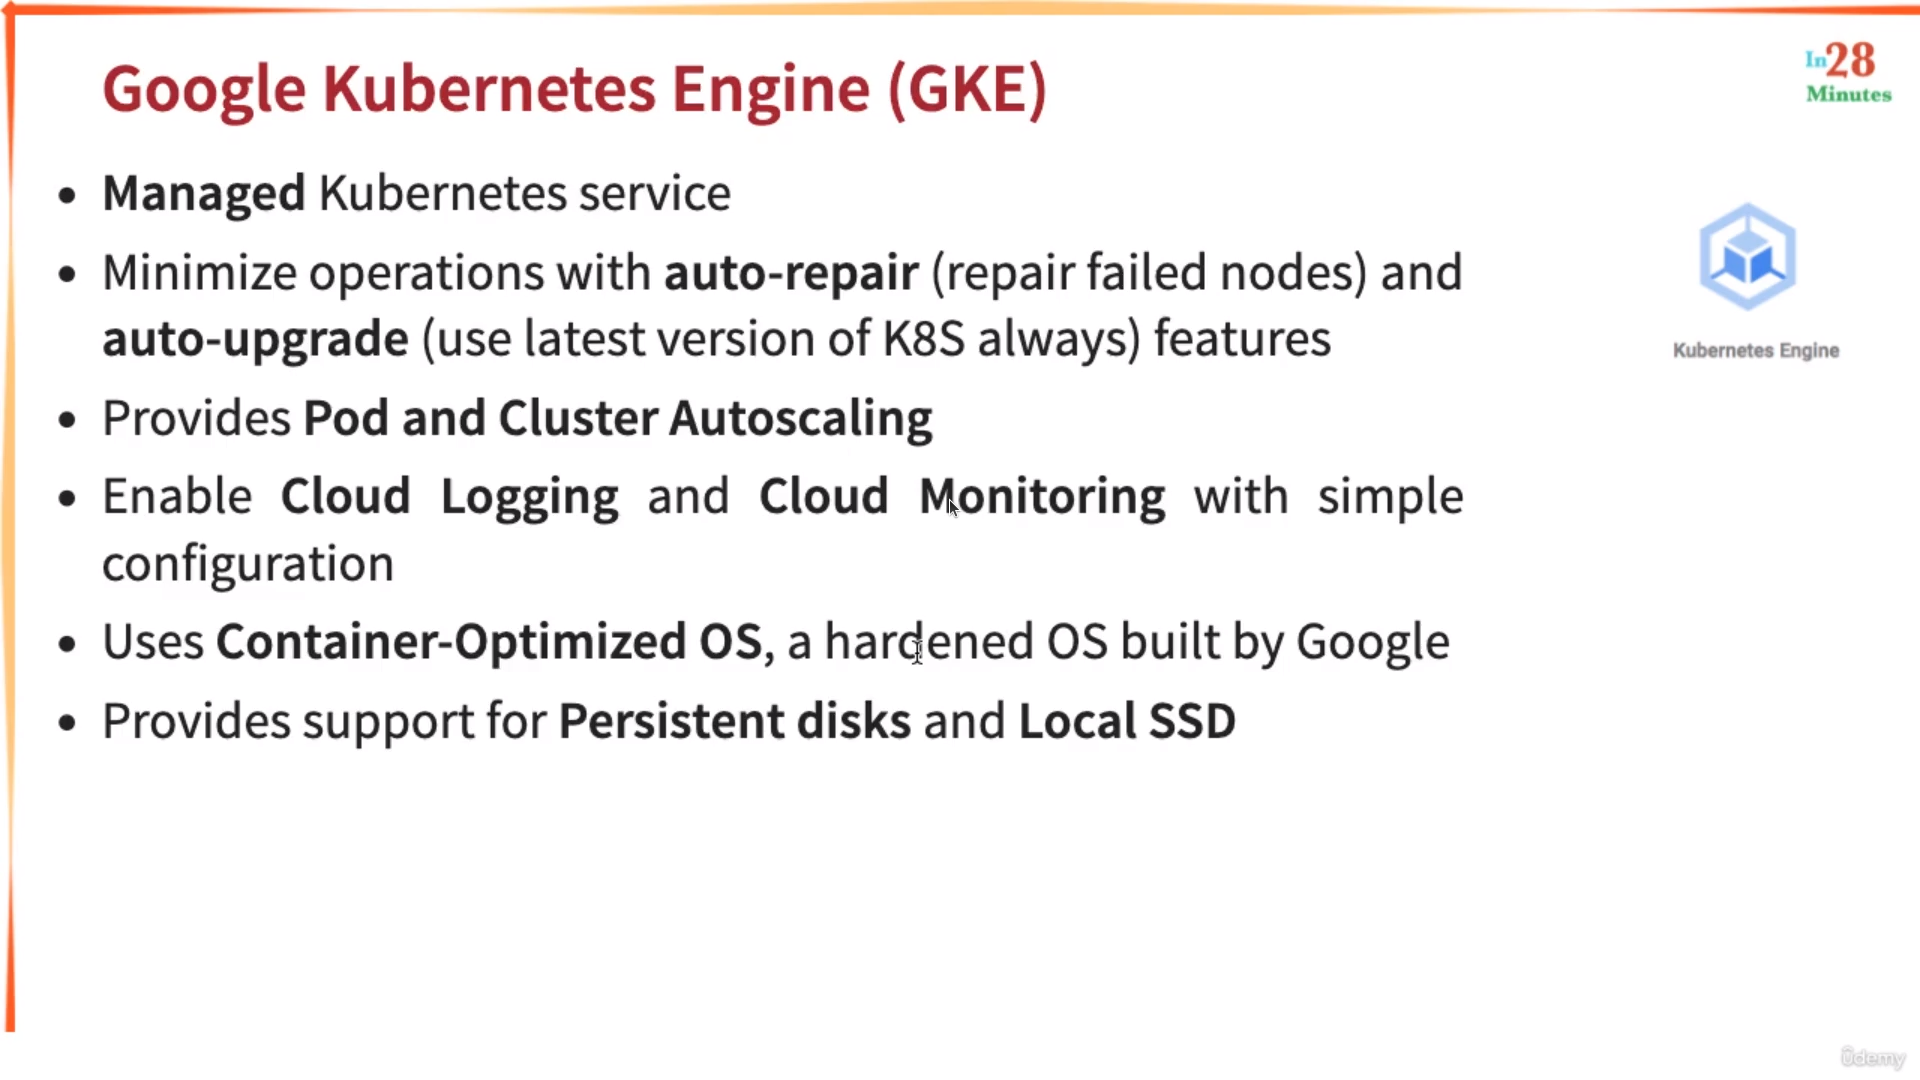 Google Kubernetes Engine (GKE)
In28
Minutes
• Managed Kubernetes service
• Minimize operations with auto-repair (repair failed nodes) and
auto-upgrade (use latest version of K8S always) features
• Provides Pod and Cluster Autoscaling
• Enable Cloud Logging and Cloud Monitoring with simple
configuration
• Uses Container-Optimized OS, a hardened OS built by Google
• Provides support for Persistent disks and Local SSD
Kubernetes Engine
ûdemy